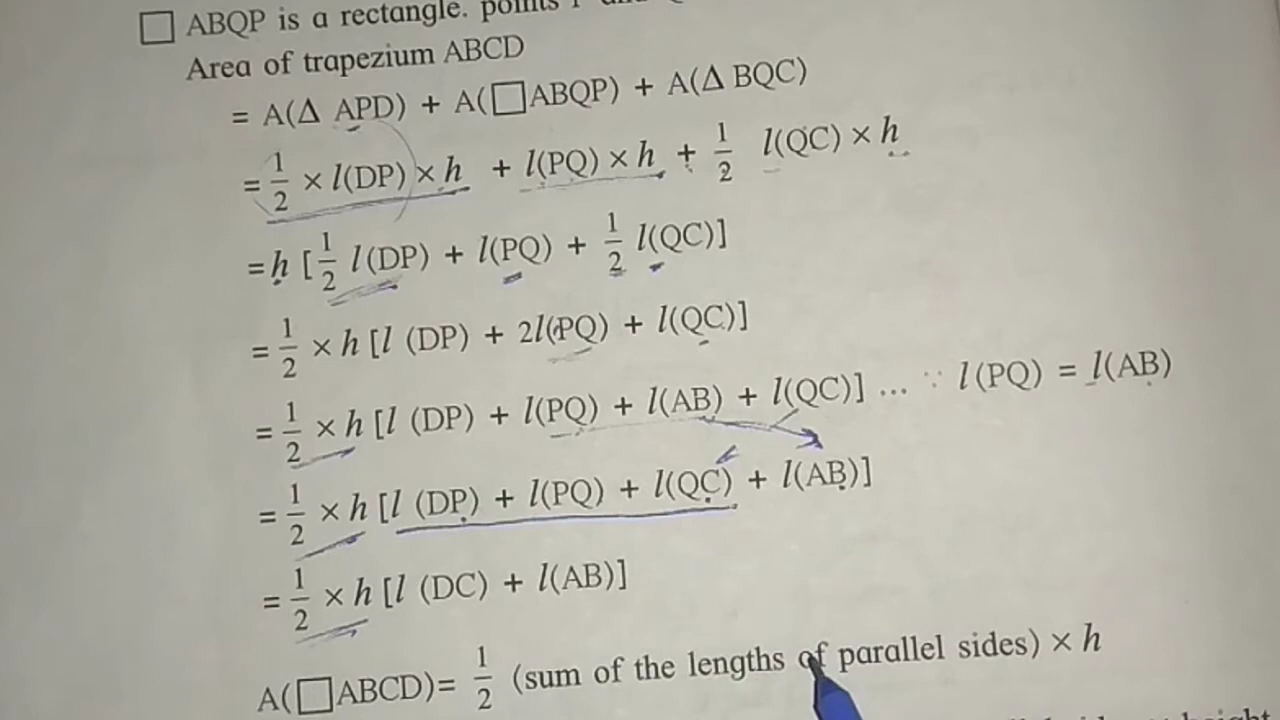 □ ABQP is a rectangle. points
Area of trapezium ABCD
= A(Δ APD) + A(□ABQP) + A(Δ BQC)
= 1/2 × l(DP) × h + l(PQ) × h + 1/2 l(QC) × h
= h [1/2 l(DP) + l(PQ) + 1/2 l(QC)]
= 1/2 × h [l (DP) + 2l(PQ) + l(QC)]
= 1/2 × h [l (DP) + l(PQ) + l(AB) + l(QC)] ... ∵ l(PQ) = l(AB)
= 1/2 × h [l (DP) + l(PQ) + l(QC) + l(AB)]
= 1/2 × h [l (DC) + l(AB)]
A(□ABCD)= 1/2 (sum of the lengths of parallel sides) × h